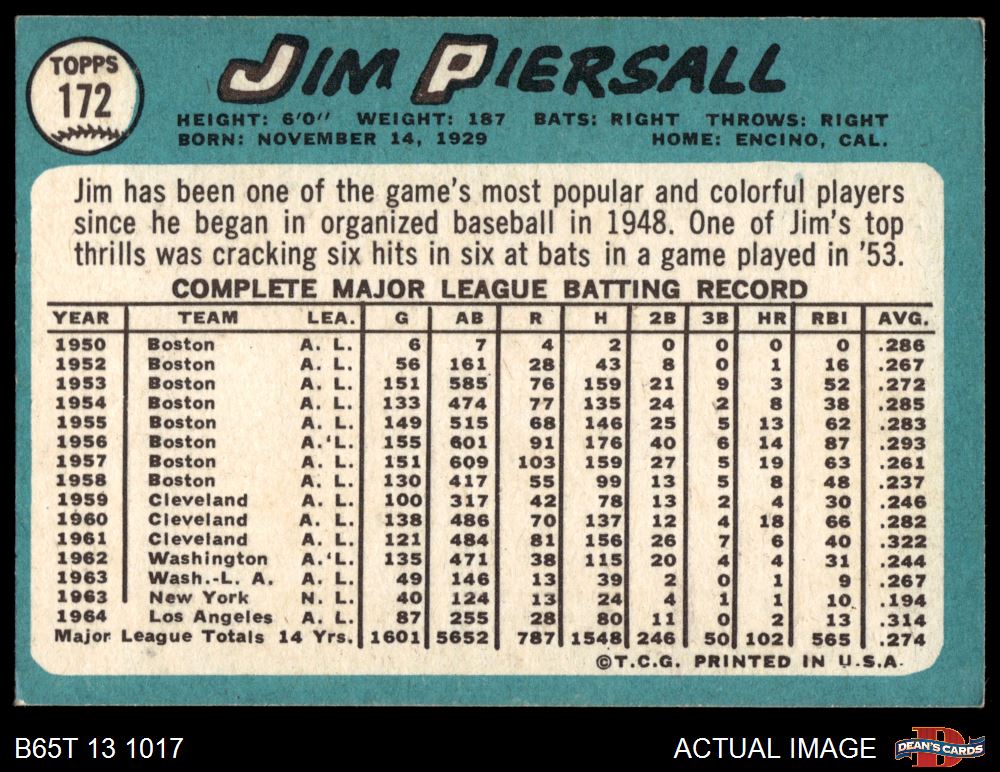 TOPPS
172
JIM PIERSALL
HEIGHT: 6'0" WEIGHT: 187 BATS: RIGHT THROWS: RIGHT
BORN: NOVEMBER 14, 1929 HOME: ENCINO, CAL.
Jim has been one of the game's most popular and colorful players
since he began in organized baseball in 1948. One of Jim's top
thrills was cracking six hits in six at bats in a game played in '53.
COMPLETE MAJOR LEAGUE BATTING RECORD
YEAR TEAM LEA. G AB R H 2B 3B HR RBI AVG.
1950 Boston A. L. 6 7 4 2 0 0 0 0 .286
1952 Boston A. L. 56 161 28 43 8 0 1 16 .267
1953 Boston A. L. 151 585 76 159 21 9 3 52 .272
1954 Boston A. L. 133 474 77 135 24 2 8 38 .285
1955 Boston A. L. 149 515 68 146 25 5 13 62 .283
1956 Boston A. L. 155 601 91 176 40 6 14 87 .293
1957 Boston A. L. 151 609 103 159 27 5 19 63 .261
1958 Boston A. L. 130 417 55 99 13 5 8 48 .237
1959 Cleveland A. L. 100 317 42 78 13 2 4 30 .246
1960 Cleveland A. L. 138 486 70 137 12 4 18 66 .282
1961 Cleveland A. L. 121 484 81 156 26 7 6 40 .322
1962 Washington A. L. 135 471 38 115 20 4 4 31 .244
1963 Wash.-L. A. A. L. 49 146 13 39 2 0 1 9 .267
1963 New York N. L. 40 124 13 24 4 1 1 10 .194
1964 Los Angeles A. L. 87 255 28 80 11 0 2 13 .314
Major League Totals 14 Yrs. 1601 5652 787 1548 246 50 102 565 .274
©T.C.G. PRINTED IN U.S.A.
B65T 13 1017 ACTUAL IMAGE
D
DEAN'S CARDS